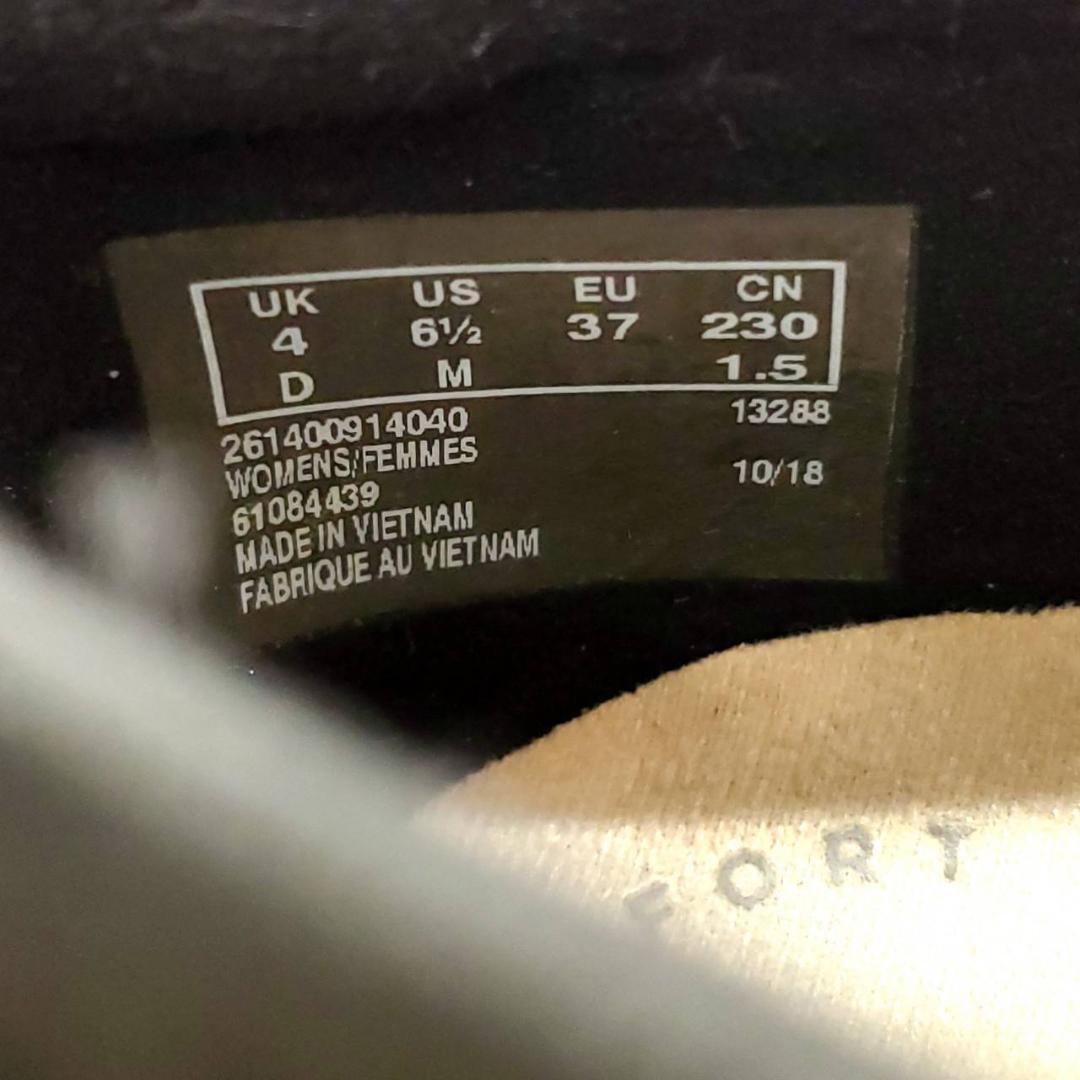 UK US EU CN
4 6½ 37 230
D M 1.5
261400914040 13288
WOMENS/FEMMES
61084439 10/18
MADE IN VIETNAM
FABRIQUE AU VIETNAM
FORT